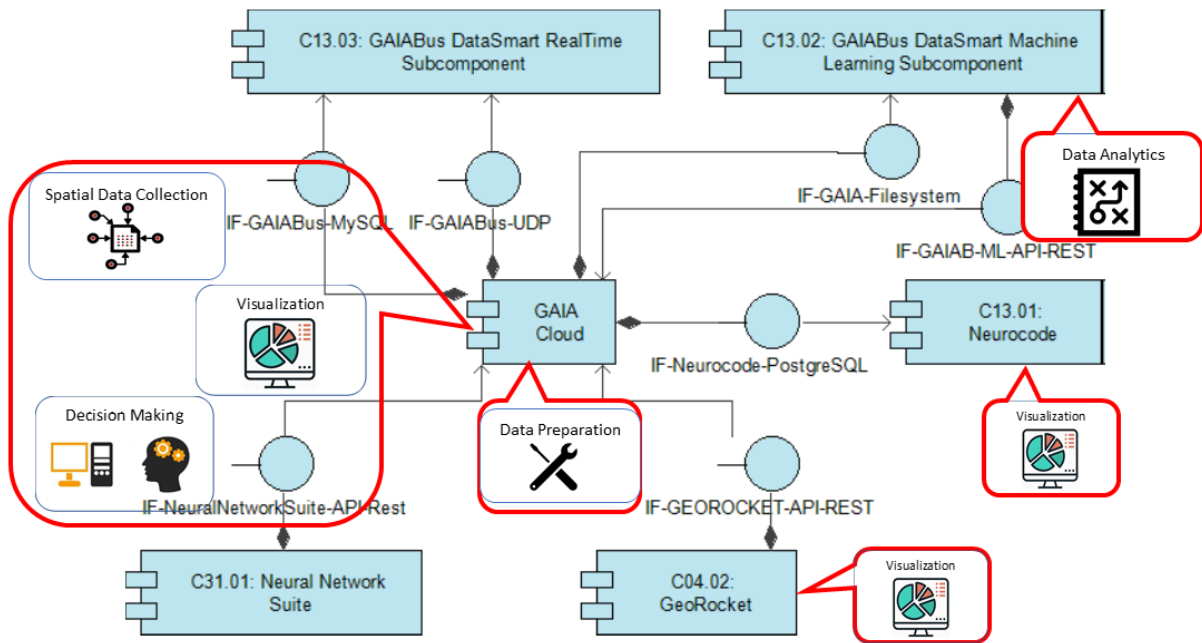 C13.03: GAIABus DataSmart RealTime
Subcomponent
C13.02: GAIABus DataSmart Machine
Learning Subcomponent
Data Analytics
Spatial Data Collection
IF-GAIABus-MySQL
IF-GAIABus-UDP
IF-GAIA-Filesystem
IF-GAIAB-ML-API-REST
Visualization
GAIA
Cloud
C13.01:
Neurocode
IF-Neurocode-PostgreSQL
Decision Making
Data Preparation
Visualization
IF-NeuralNetworkSuite-API-Rest
IF-GEOROCKET-API-REST
C31.01: Neural Network
Suite
C04.02:
GeoRocket
Visualization